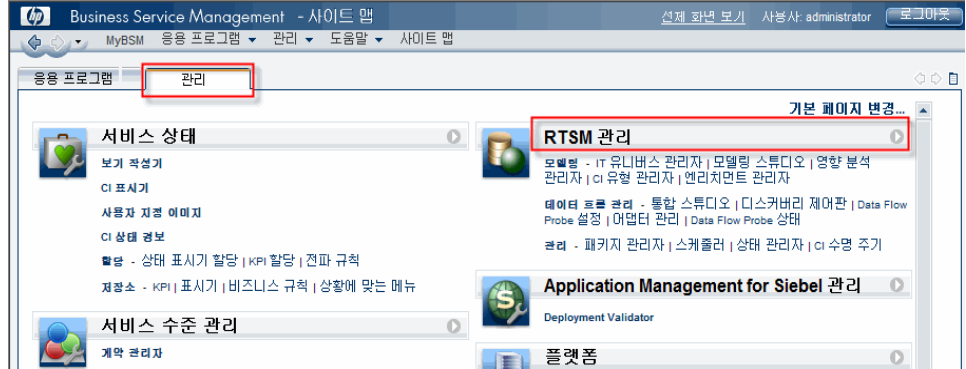 hp Business Service Management - 사이트 맵 전체 화면 보기 사용자: administrator 로그아웃
MyBSM 응용 프로그램 관리 도움말 사이트 맵
응용 프로그램 관리
기본 페이지 변경...
서비스 상태
보기 작성기
CI 표시기
사용자 지정 이미지
CI 상태 경보
할당 - 상태 표시기 할당 | KPI 할당 | 전파 규칙
저장소 - KPI | 표시기 | 비즈니스 규칙 | 상황에 맞는 메뉴
서비스 수준 관리
계약 관리자
RTSM 관리
모델링 - IT 유니버스 관리자 | 모델링 스튜디오 | 영향 분석
관리자 | CI 유형 관리자 | 엔리치먼트 관리자
데이터 흐름 관리 - 통합 스튜디오 | 디스커버리 제어판 | Data Flow
Probe 설정 | 어댑터 관리 | Data Flow Probe 상태
관리 - 패키지 관리자 | 스케줄러 | 상태 관리자 | CI 수명 주기
Application Management for Siebel 관리
Deployment Validator
플랫폼